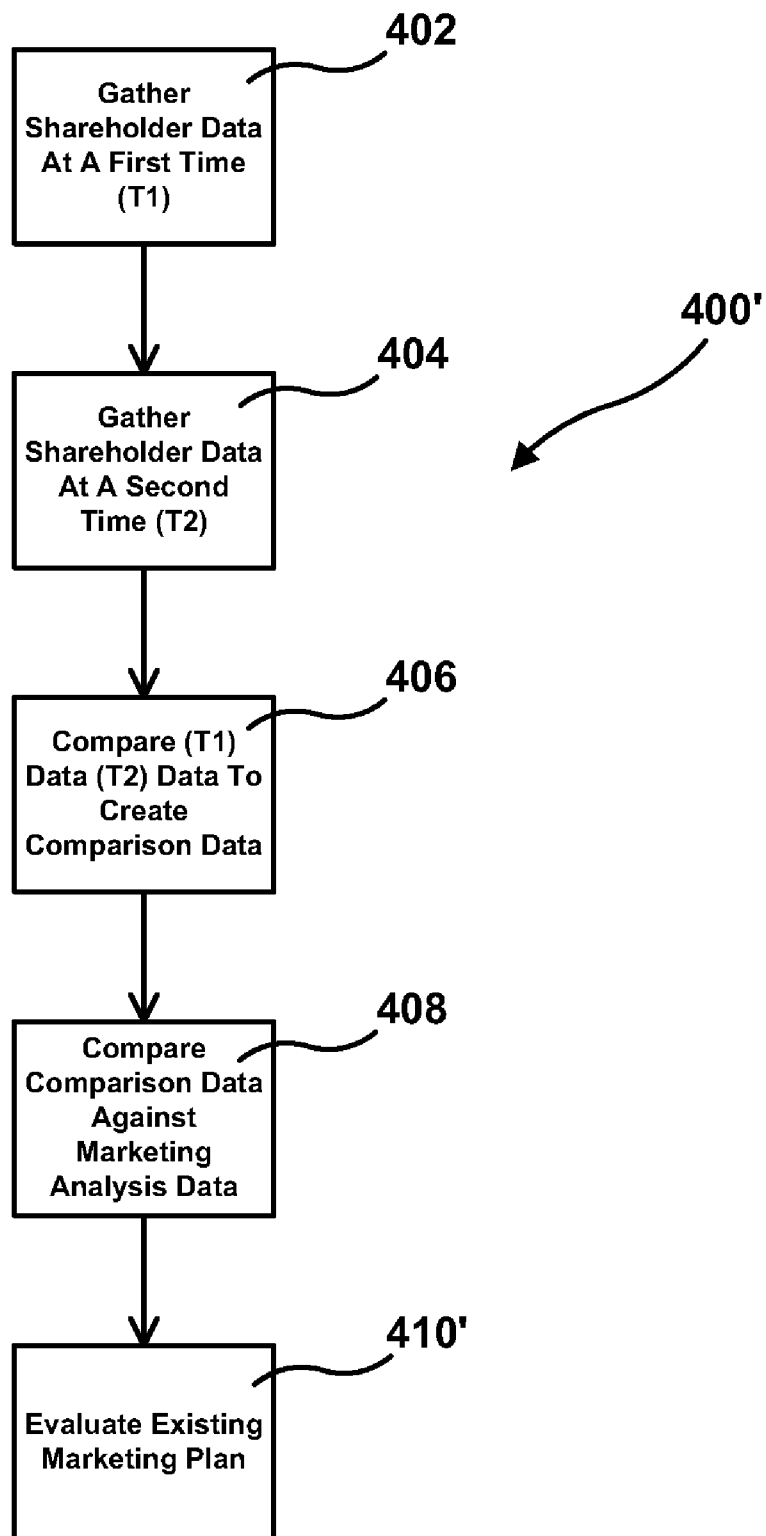 402
Gather
Shareholder Data
At A First Time
(T1)
400'
404
Gather
Shareholder Data
At A Second
Time (T2)
406
Compare (T1)
Data (T2) Data To
Create
Comparison Data
408
Compare
Comparison Data
Against
Marketing
Analysis Data
410'
Evaluate Existing
Marketing Plan